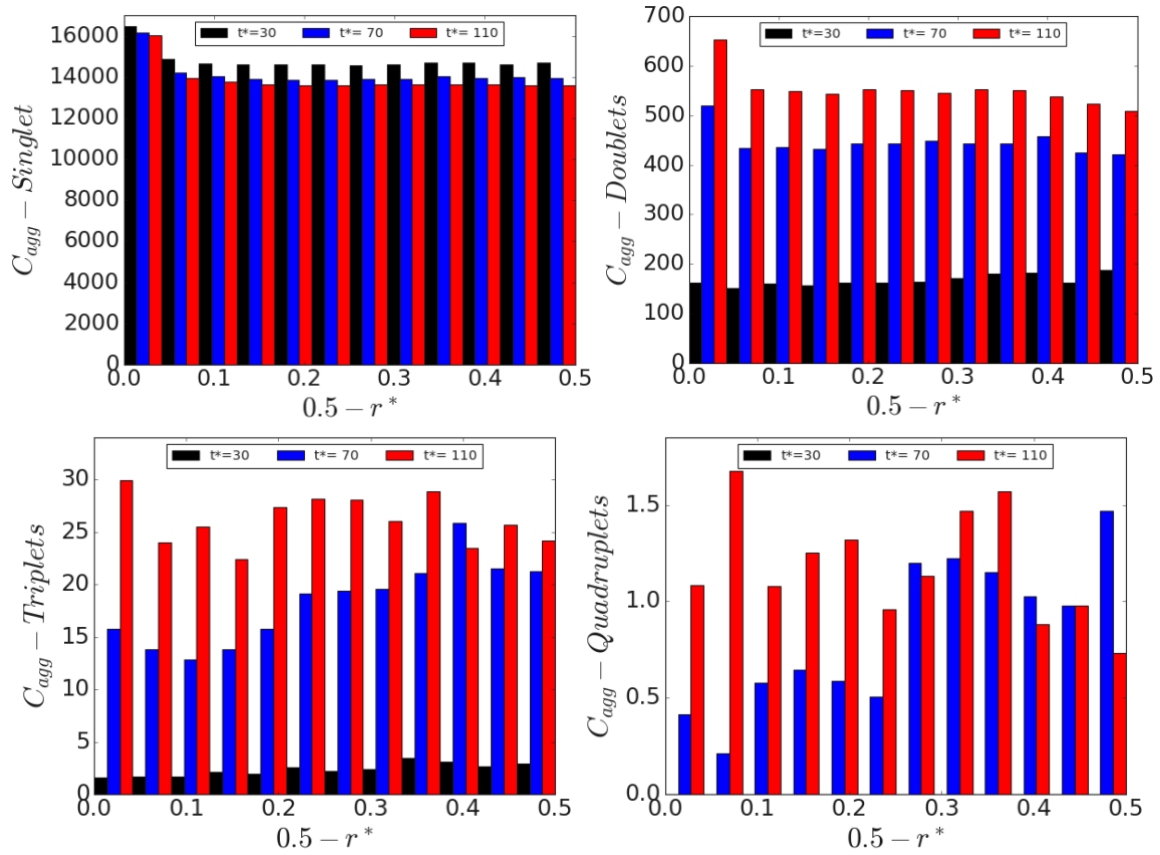 C_agg − Singlet
16000
14000
12000
10000
8000
6000
4000
2000
0
t*=30 t*= 70 t*= 110
0.0 0.1 0.2 0.3 0.4 0.5
0.5 − r*
C_agg − Doublets
700
600
500
400
300
200
100
0
t*=30 t*= 70 t*= 110
0.0 0.1 0.2 0.3 0.4 0.5
0.5 − r*
C_agg − Triplets
30
25
20
15
10
5
0
t*=30 t*= 70 t*= 110
0.0 0.1 0.2 0.3 0.4 0.5
0.5 − r*
C_agg − Quadruplets
1.5
1.0
0.5
0.0
t*=30 t*= 70 t*= 110
0.0 0.1 0.2 0.3 0.4 0.5
0.5 − r*